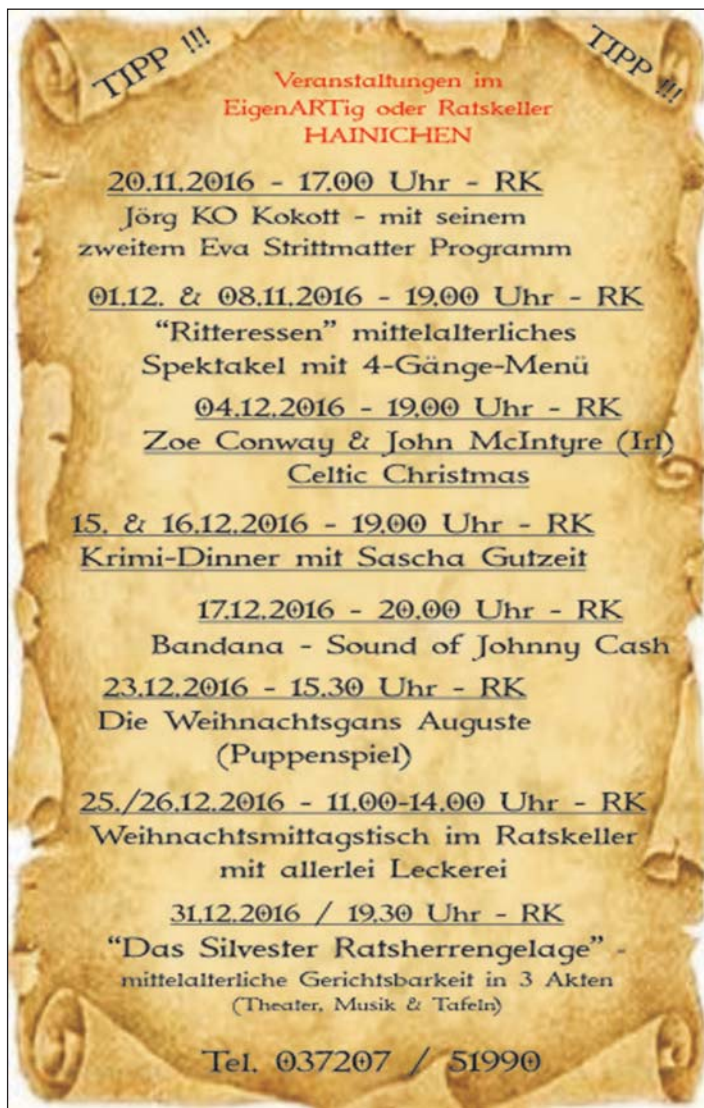 TIPP !!!
TIPP !!!
Veranstaltungen im
EigenARTig oder Ratskeller
HAINICHEN
20.11.2016 - 17.00 Uhr - RK
Jörg KO Kokott - mit seinem
zweitem Eva Strittmatter Programm
01.12. & 08.11.2016 - 19.00 Uhr - RK
“Ritteressen” mittelalterliches
Spektakel mit 4-Gänge-Menü
04.12.2016 - 19.00 Uhr - RK
Zoe Conway & John McIntyre (Irl)
Celtic Christmas
15. & 16.12.2016 - 19.00 Uhr - RK
Krimi-Dinner mit Sascha Gutzeit
17.12.2016 - 20.00 Uhr - RK
Bandana - Sound of Johnny Cash
23.12.2016 - 15.30 Uhr - RK
Die Weihnachtsgans Auguste
(Puppenspiel)
25./26.12.2016 - 11.00-14.00 Uhr - RK
Weihnachtsmittagstisch im Ratskeller
mit allerlei Leckerei
31.12.2016 / 19.30 Uhr - RK
“Das Silvester Ratsherrengelage” -
mittelalterliche Gerichtsbarkeit in 3 Akten
(Theater, Musik & Tafeln)
Tel. 037207 / 51990